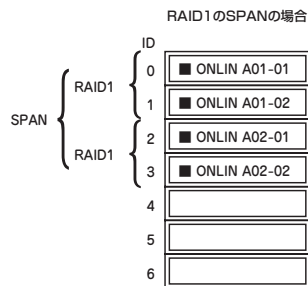 RAID1のSPANの場合
ID
0 ■ ONLIN A01-01
RAID1
1 ■ ONLIN A01-02
SPAN
2 ■ ONLIN A02-01
RAID1
3 ■ ONLIN A02-02
4
5
6